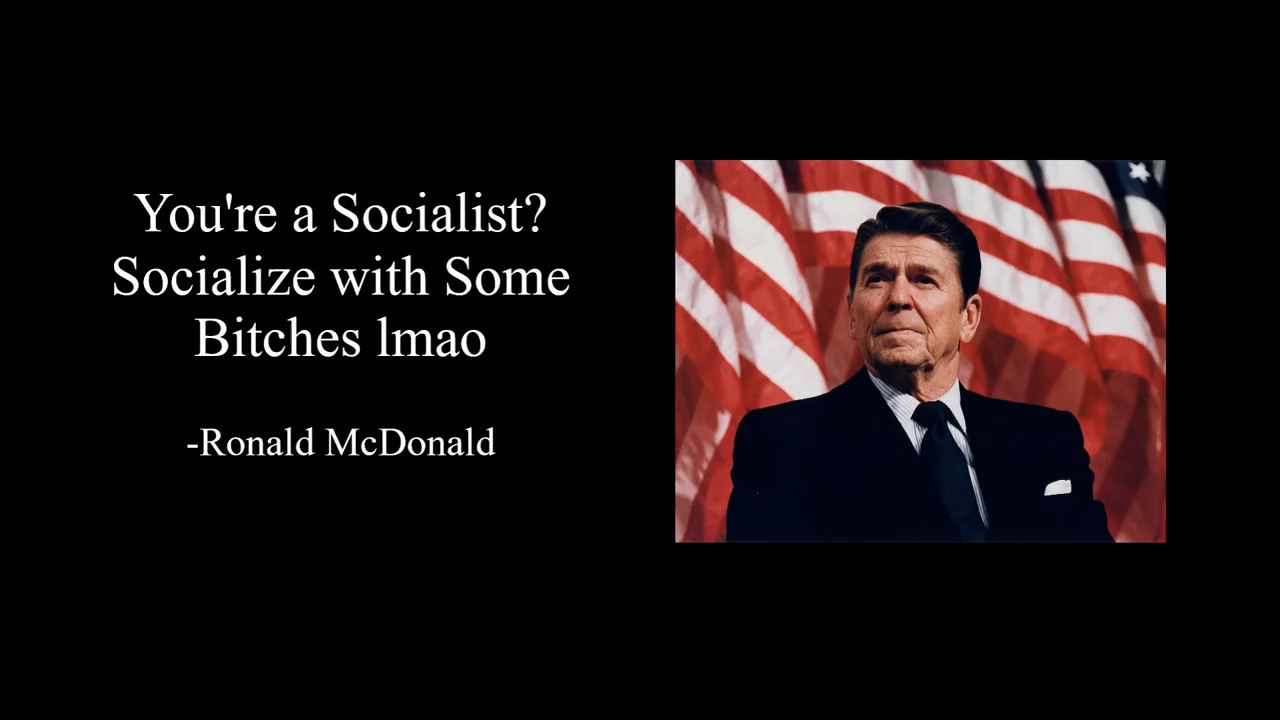 You're a Socialist?
Socialize with Some
Bitches lmao
-Ronald McDonald